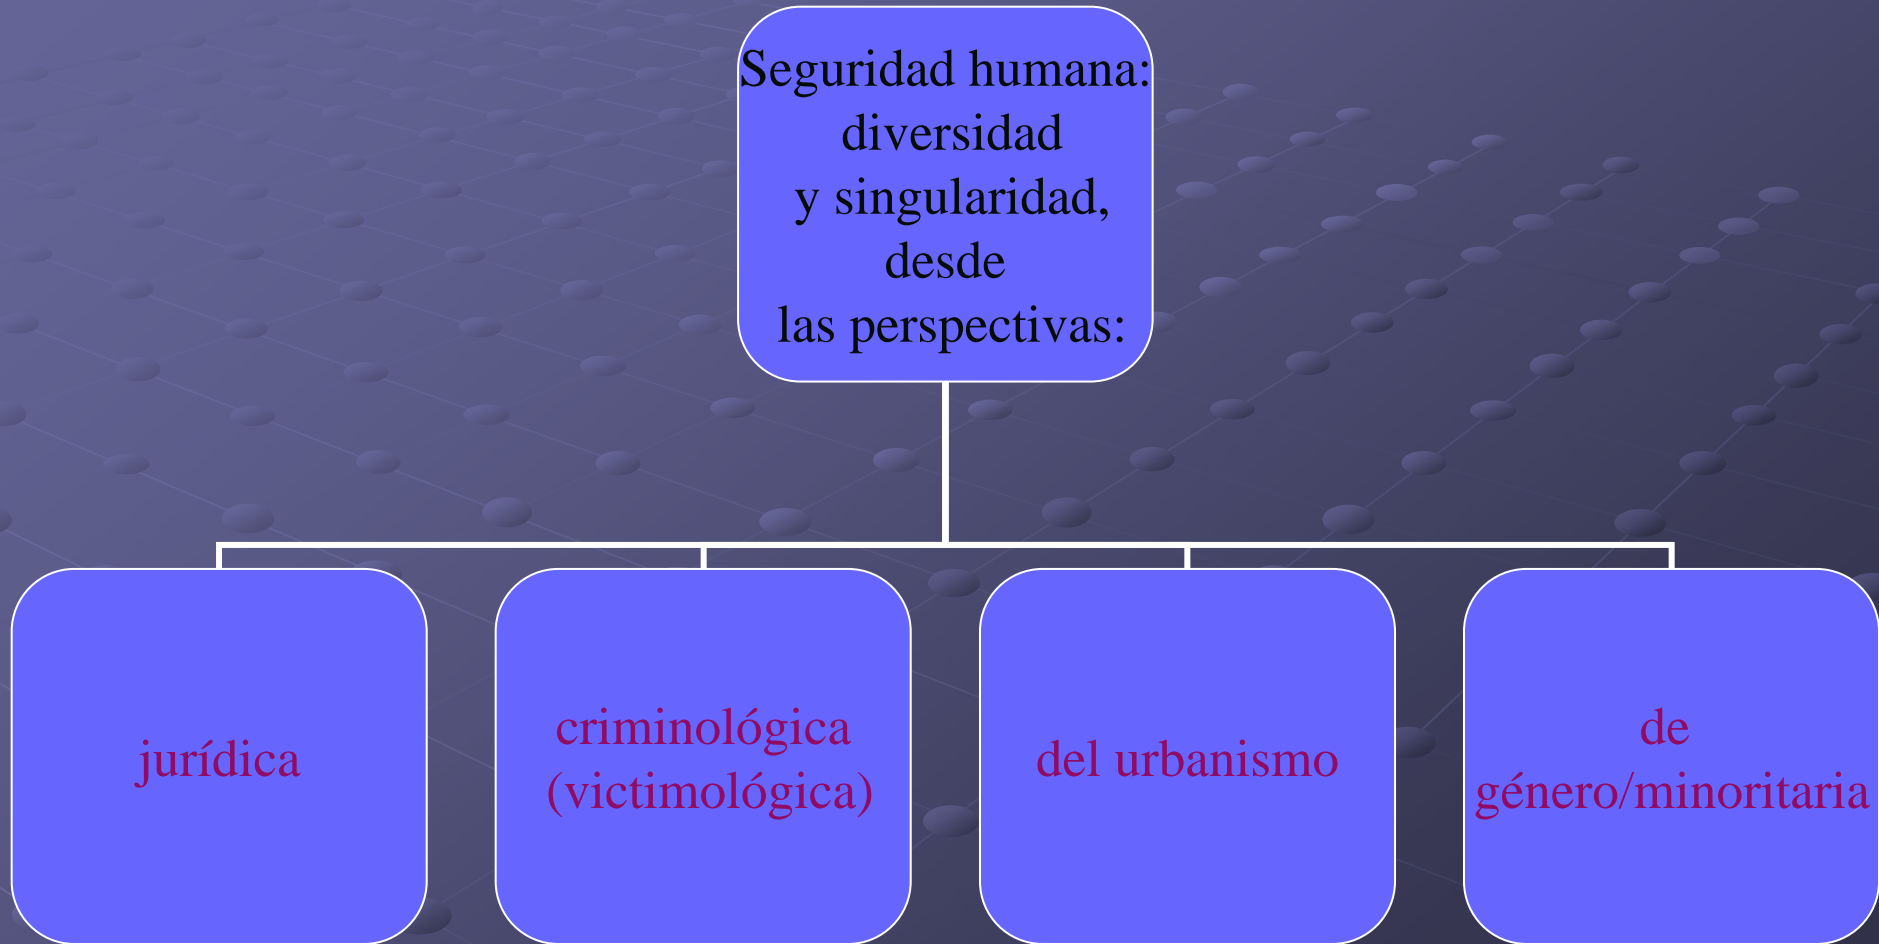 Seguridad humana:
diversidad
y singularidad,
desde
las perspectivas:
jurídica
criminológica
(victimológica)
del urbanismo
de
género/minoritaria